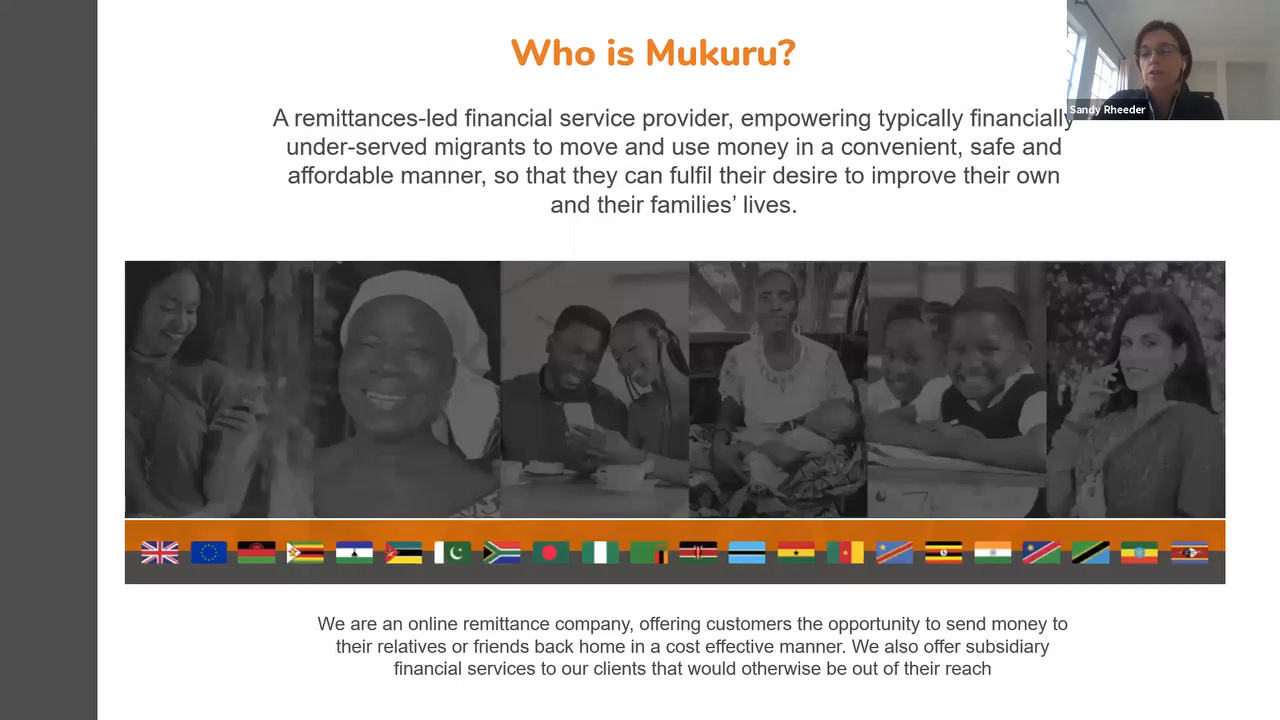 Who is Mukuru?
Sandy Rheeder
A remittances-led financial service provider, empowering typically financially
under-served migrants to move and use money in a convenient, safe and
affordable manner, so that they can fulfil their desire to improve their own
and their families’ lives.
We are an online remittance company, offering customers the opportunity to send money to
their relatives or friends back home in a cost effective manner. We also offer subsidiary
financial services to our clients that would otherwise be out of their reach